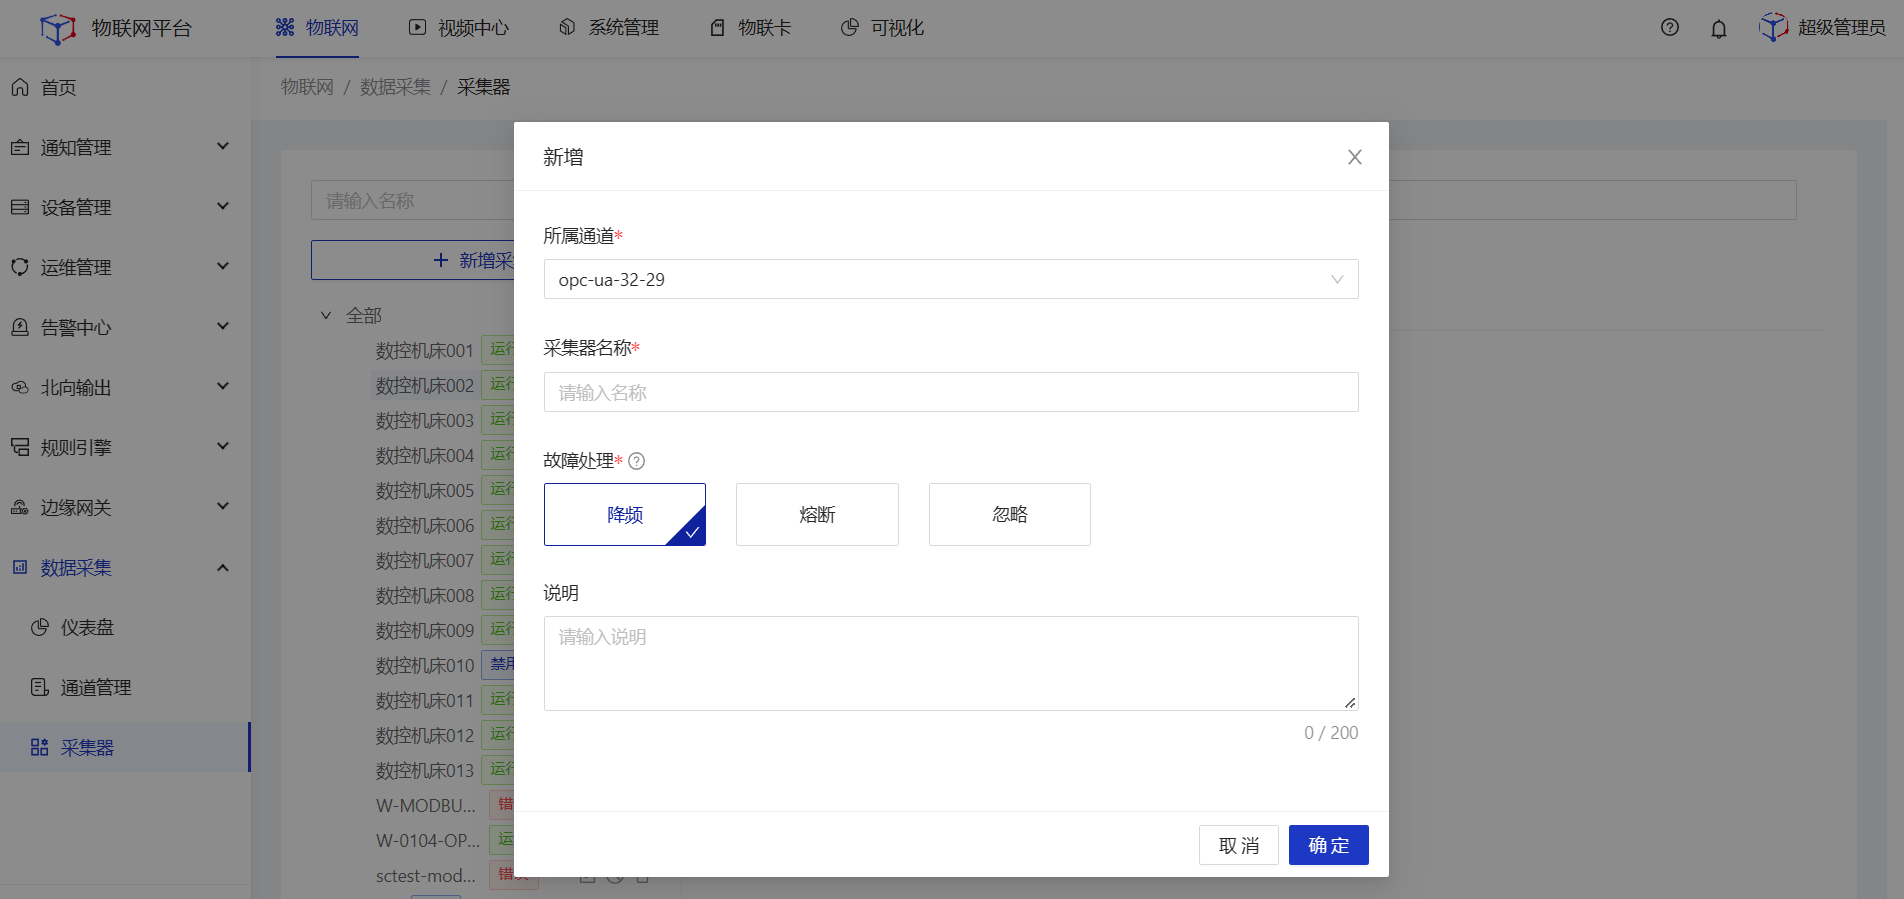 物联网平台
物联网
视频中心
系统管理
物联卡
可视化
超级管理员
首页
通知管理
设备管理
运维管理
告警中心
北向输出
规则引擎
边缘网关
数据采集
仪表盘
通道管理
采集器
物联网 / 数据采集 / 采集器
请输入名称
新增采
全部
数控机床001 运行
数控机床002 运行
数控机床003 运行
数控机床004 运行
数控机床005 运行
数控机床006 运行
数控机床007 运行
数控机床008 运行
数控机床009 运行
数控机床010 禁用
数控机床011 运行
数控机床012 运行
数控机床013 运行
W-MODBU... 错
W-0104-OP... 运
sctest-mod... 错误
新增
所属通道*
opc-ua-32-29
采集器名称*
请输入名称
故障处理*
降频
熔断
忽略
说明
请输入说明
0 / 200
取消
确定